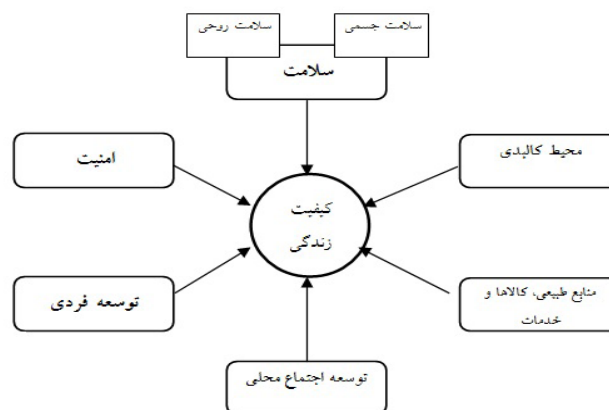 سلامت جسمی
سلامت روحی
سلامت
محیط کالبدی
امنیت
کیفیت
زندگی
منابع طبیعی، کالاها و
خدمات
توسعه فردی
توسعه اجتماع محلی